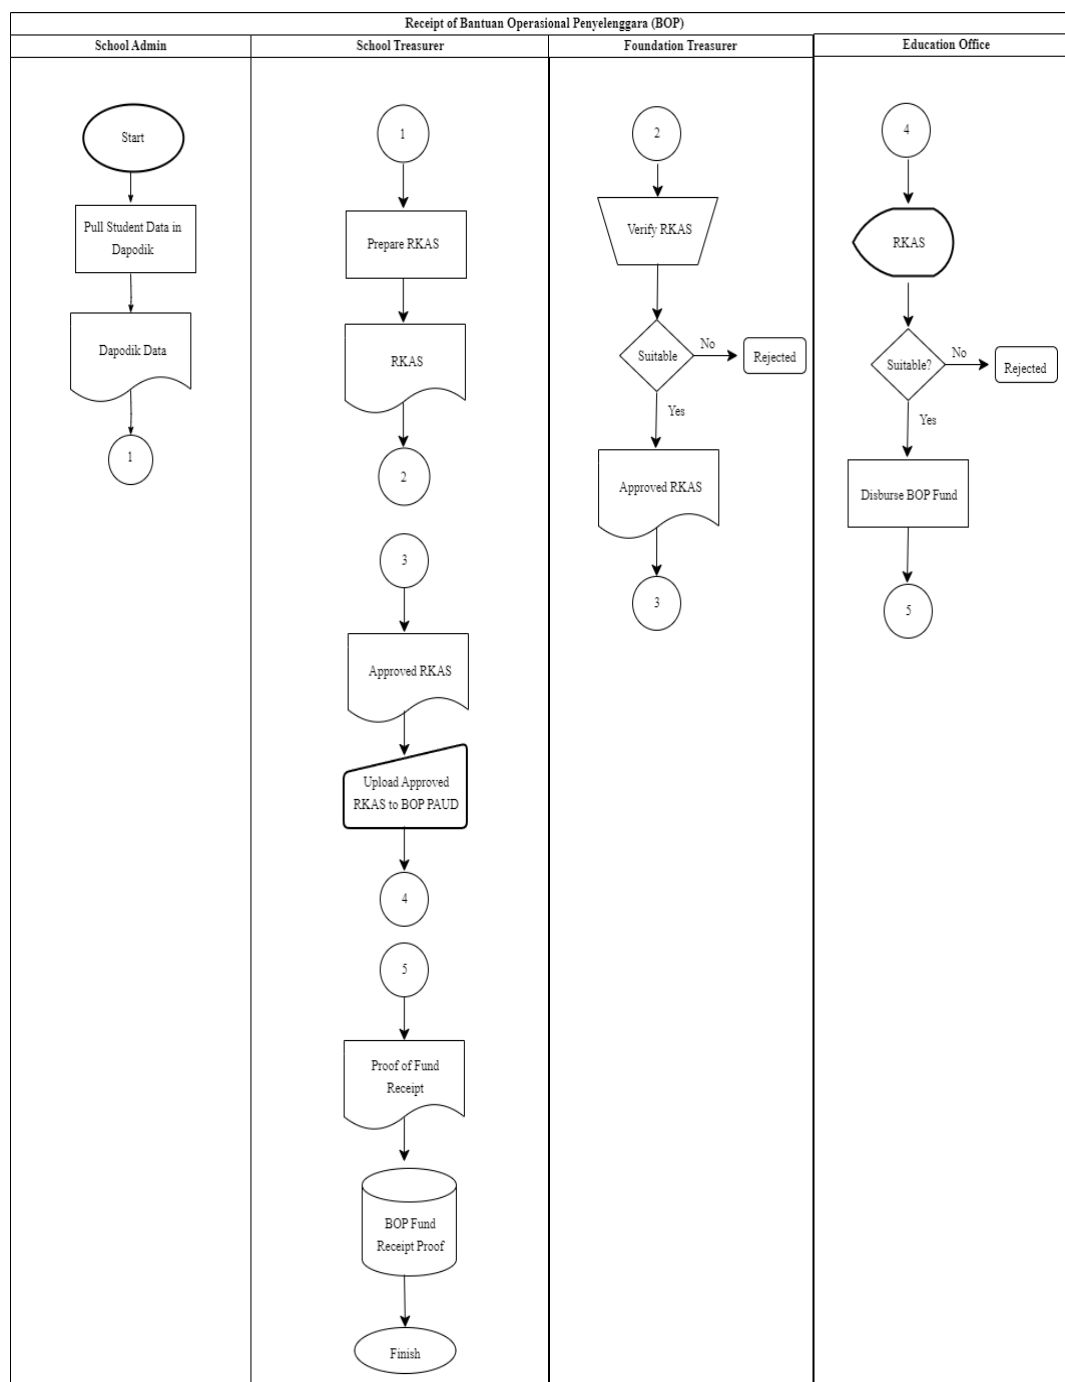 Receipt of Bantuan Operasional Penyelenggara (BOP)
School Admin
School Treasurer
Foundation Treasurer
Education Office
Start
Pull Student Data in
Dapodik
Dapodik Data
1
1
Prepare RKAS
RKAS
2
3
Approved RKAS
Upload Approved
RKAS to BOP PAUD
4
5
Proof of Fund
Receipt
BOP Fund
Receipt Proof
Finish
2
Verify RKAS
Suitable
No
Rejected
Yes
Approved RKAS
3
4
RKAS
Suitable?
No
Rejected
Yes
Disburse BOP Fund
5